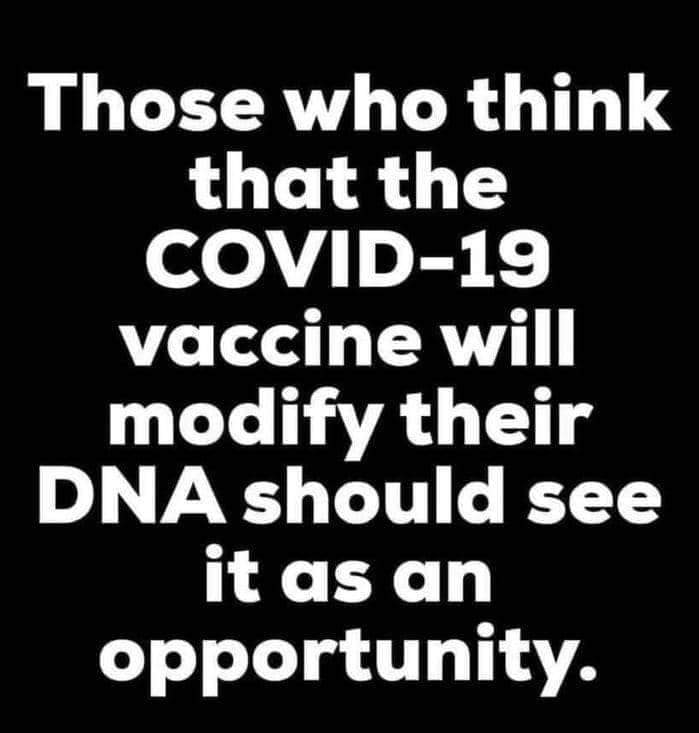 Those who think
that the
COVID-19
vaccine will
modify their
DNA should see
it as an
opportunity.